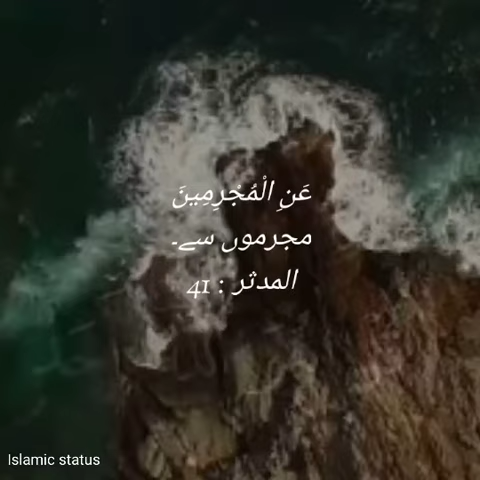 عَنِ الْمُجْرِمِينَ
مجرموں سے۔
المدثر : 41
Islamic status